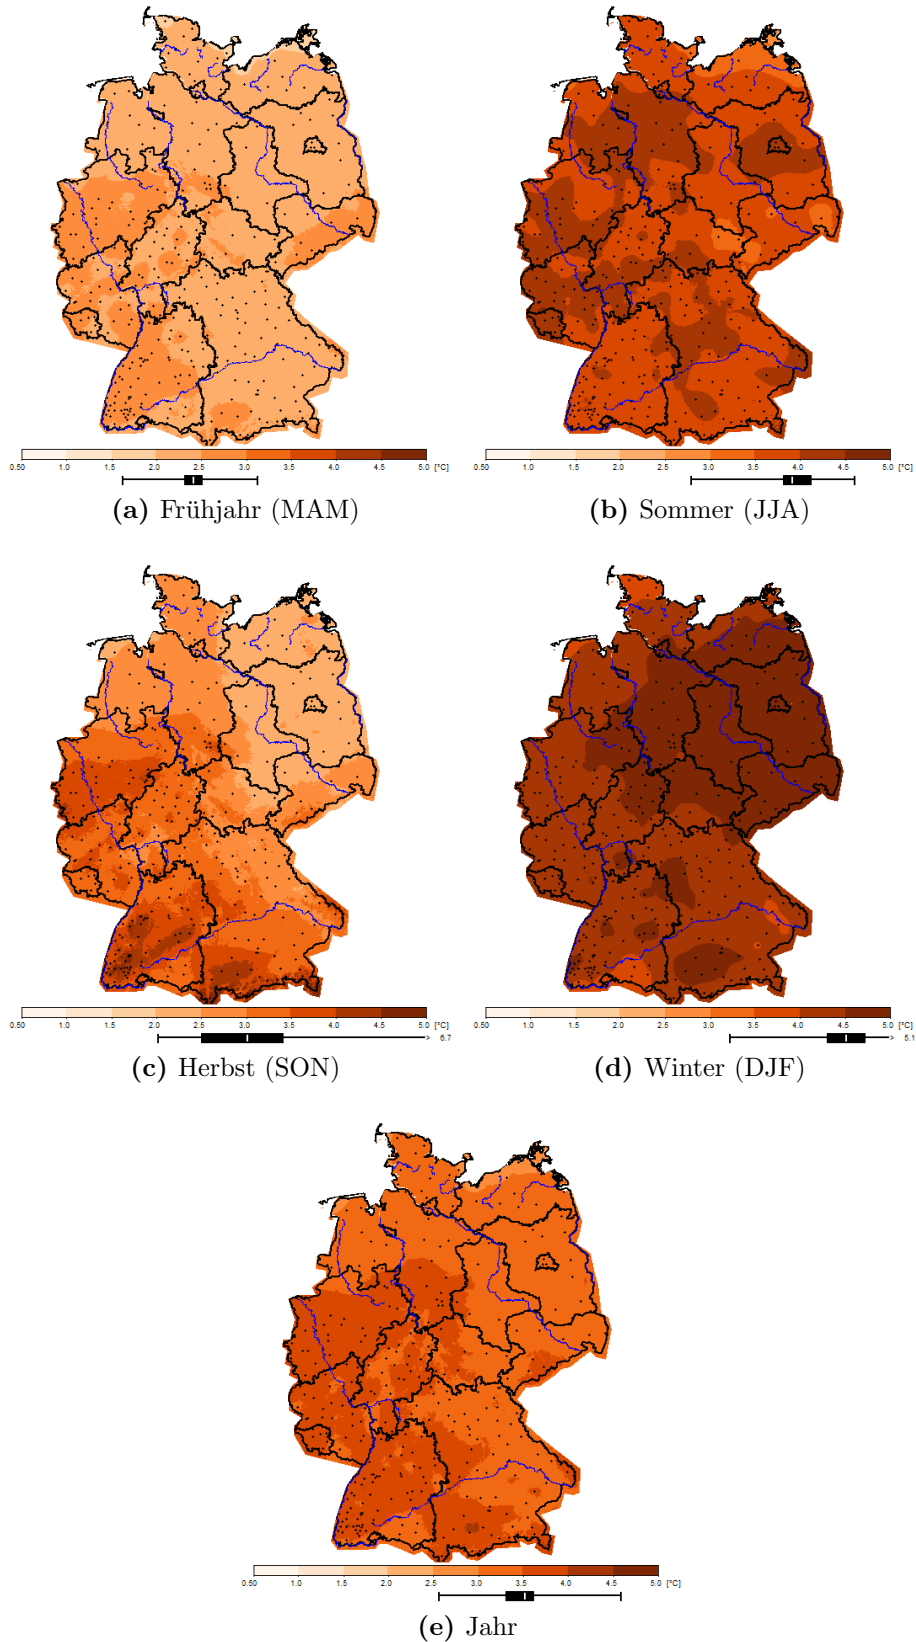 0.50 1.0 1.5 2.0 2.5 3.0 3.5 4.0 4.5 5.0 [°C]
(a) Frühjahr (MAM)
0.50 1.0 1.5 2.0 2.5 3.0 3.5 4.0 4.5 5.0 [°C]
(b) Sommer (JJA)
0.50 1.0 1.5 2.0 2.5 3.0 3.5 4.0 4.5 5.0 [°C]
> 6.7
(c) Herbst (SON)
0.50 1.0 1.5 2.0 2.5 3.0 3.5 4.0 4.5 5.0 [°C]
> 5.1
(d) Winter (DJF)
0.50 1.0 1.5 2.0 2.5 3.0 3.5 4.0 4.5 5.0 [°C]
(e) Jahr